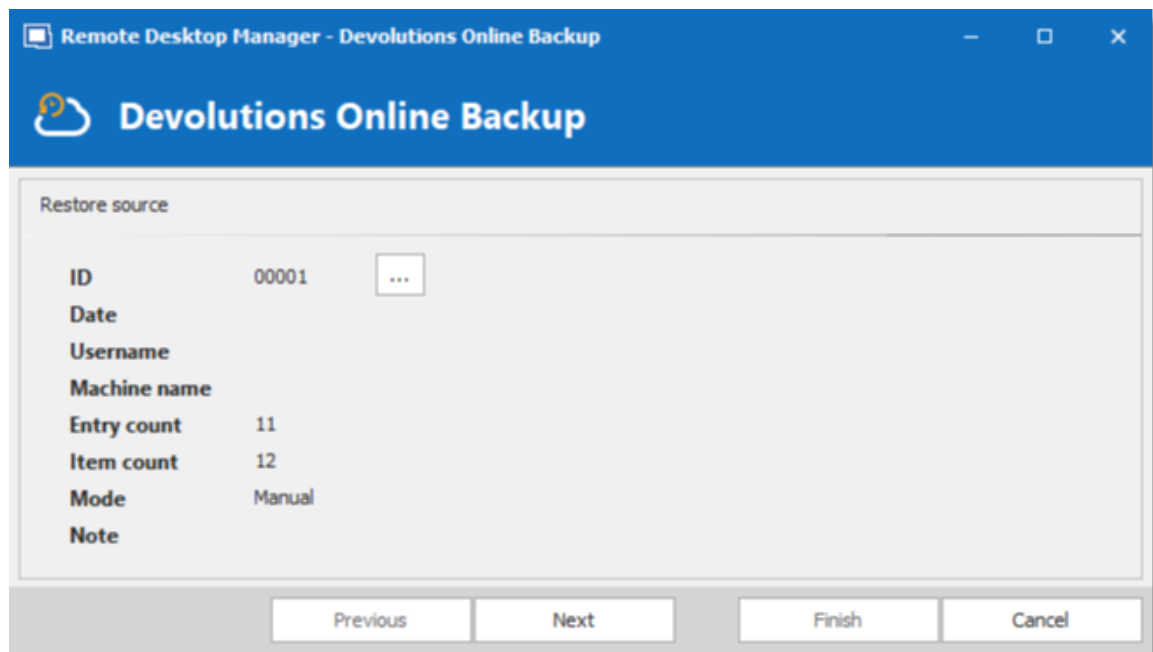 Remote Desktop Manager - Devolutions Online Backup
Devolutions Online Backup
Restore source
ID 00001 ...
Date
Username
Machine name
Entry count 11
Item count 12
Mode Manual
Note
Previous Next Finish Cancel